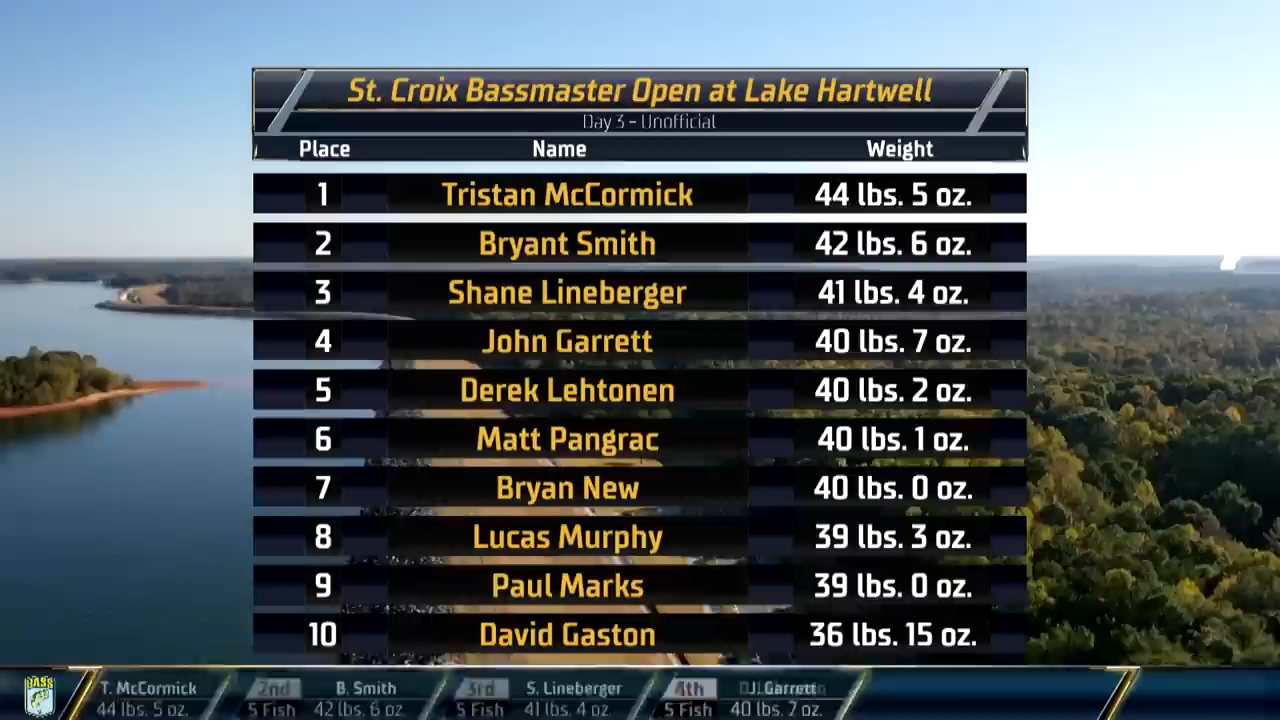 St. Croix Bassmaster Open at Lake Hartwell
Day 3 - Unofficial
Place Name Weight
1 Tristan McCormick 44 lbs. 5 oz.
2 Bryant Smith 42 lbs. 6 oz.
3 Shane Lineberger 41 lbs. 4 oz.
4 John Garrett 40 lbs. 7 oz.
5 Derek Lehtonen 40 lbs. 2 oz.
6 Matt Pangrac 40 lbs. 1 oz.
7 Bryan New 40 lbs. 0 oz.
8 Lucas Murphy 39 lbs. 3 oz.
9 Paul Marks 39 lbs. 0 oz.
10 David Gaston 36 lbs. 15 oz.
BASS T. McCormick 2nd B. Smith 3rd S. Lineberger 4th J. Garrett
44 lbs. 5 oz. 5 Fish 42 lbs. 6 oz. 5 Fish 41 lbs. 4 oz. 5 Fish 40 lbs. 7 oz.